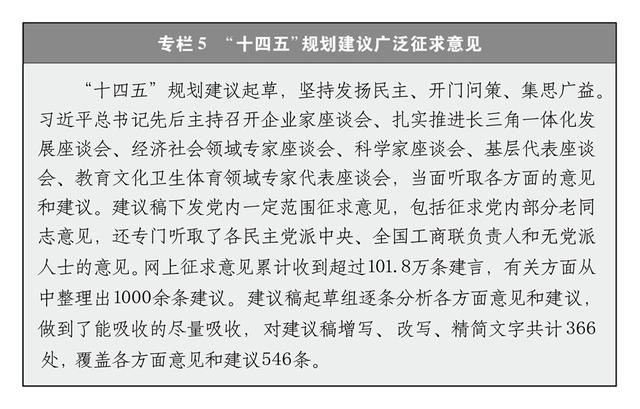 专栏5 “十四五”规划建议广泛征求意见
“十四五”规划建议起草，坚持发扬民主、开门问策、集思广益。
习近平总书记先后主持召开企业家座谈会、扎实推进长三角一体化发
展座谈会、经济社会领域专家座谈会、科学家座谈会、基层代表座谈
会、教育文化卫生体育领域专家代表座谈会，当面听取各方面的意见
和建议。建议稿下发党内一定范围征求意见，包括征求党内部分老同
志意见，还专门听取了各民主党派中央、全国工商联负责人和无党派
人士的意见。网上征求意见累计收到超过101.8万条建言，有关方面从
中整理出1000余条建议。建议稿起草组逐条分析各方面意见和建议，
做到了能吸收的尽量吸收，对建议稿增写、改写、精简文字共计366
处，覆盖各方面意见和建议546条。